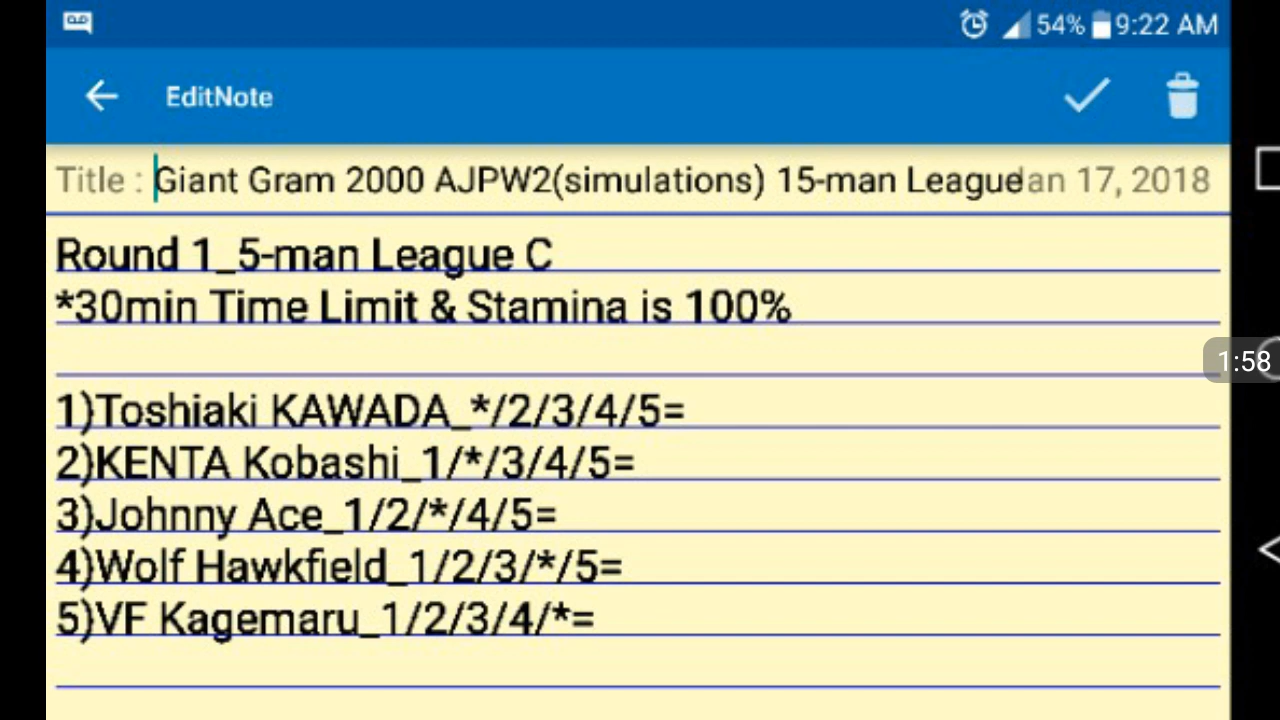 54% 9:22 AM
EditNote
Title : Giant Gram 2000 AJPW2(simulations) 15-man League an 17, 2018
Round 1_5-man League C
*30min Time Limit & Stamina is 100%
1:58
1)Toshiaki KAWADA_*/2/3/4/5=
2)KENTA Kobashi_1/*/3/4/5=
3)Johnny Ace_1/2/*/4/5=
4)Wolf Hawkfield_1/2/3/*/5=
5)VF Kagemaru_1/2/3/4/*=